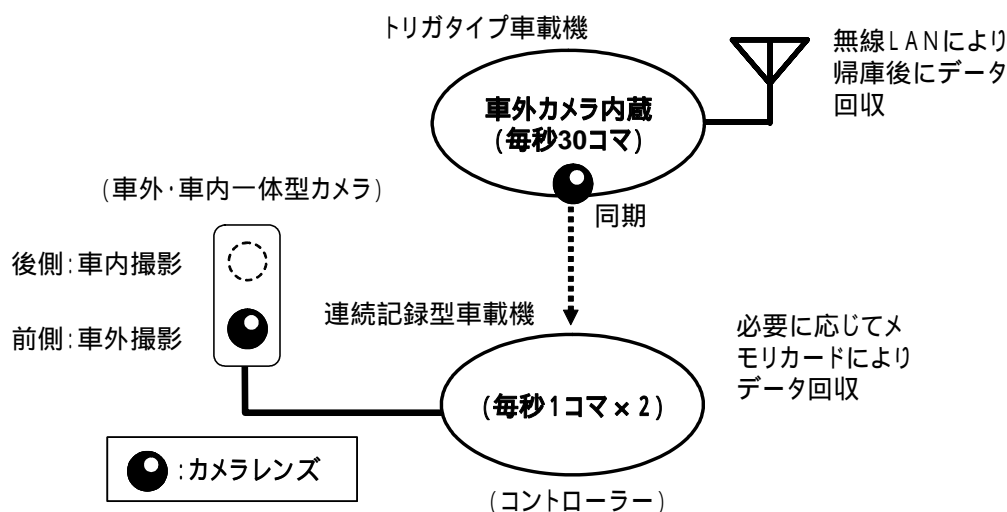 トリガタイプ車載機
無線LANにより
帰庫後にデータ
回収
車外カメラ内蔵
(毎秒30コマ)
(車外・車内一体型カメラ)
同期
後側:車内撮影
連続記録型車載機
前側:車外撮影
必要に応じてメ
モリカードにより
データ回収
(毎秒1コマ×2)
:カメラレンズ
(コントローラー)